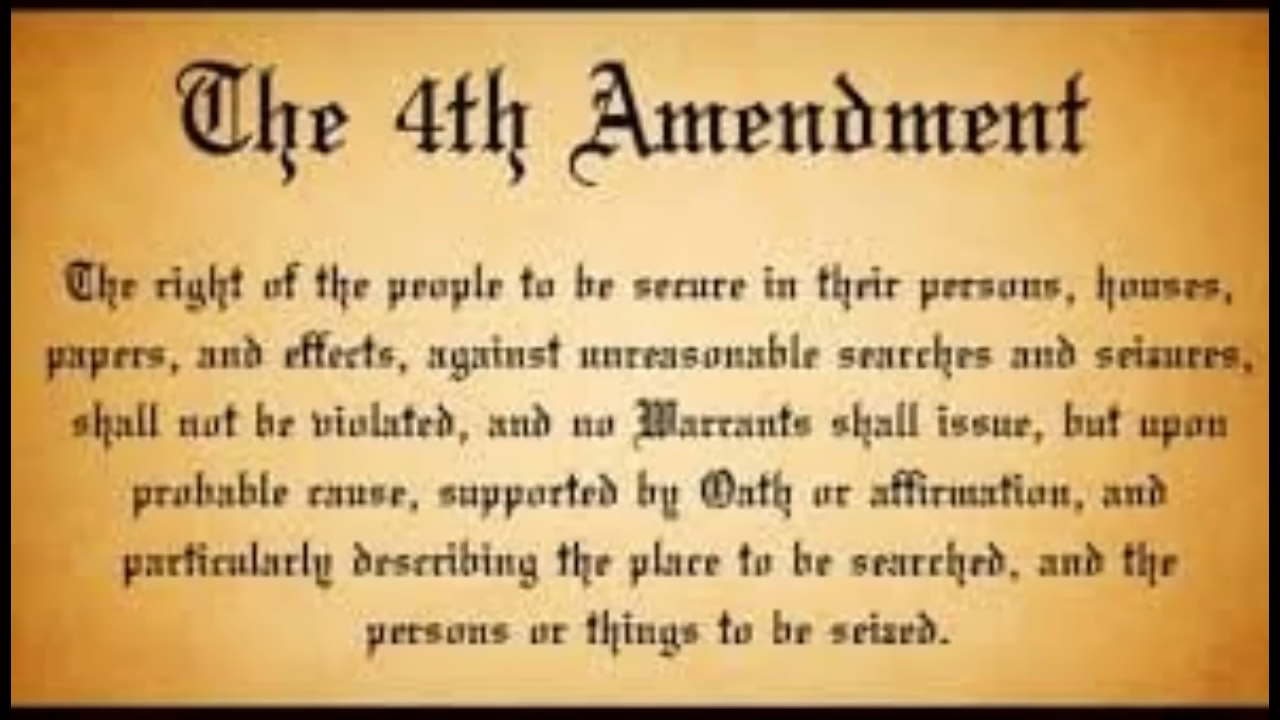 The 4th Amendment
The right of the people to be secure in their persons, houses,
papers, and effects, against unreasonable searches and seizures,
shall not be violated, and no Warrants shall issue, but upon
probable cause, supported by Oath or affirmation, and
particularly describing the place to be searched, and the
persons or things to be seized.